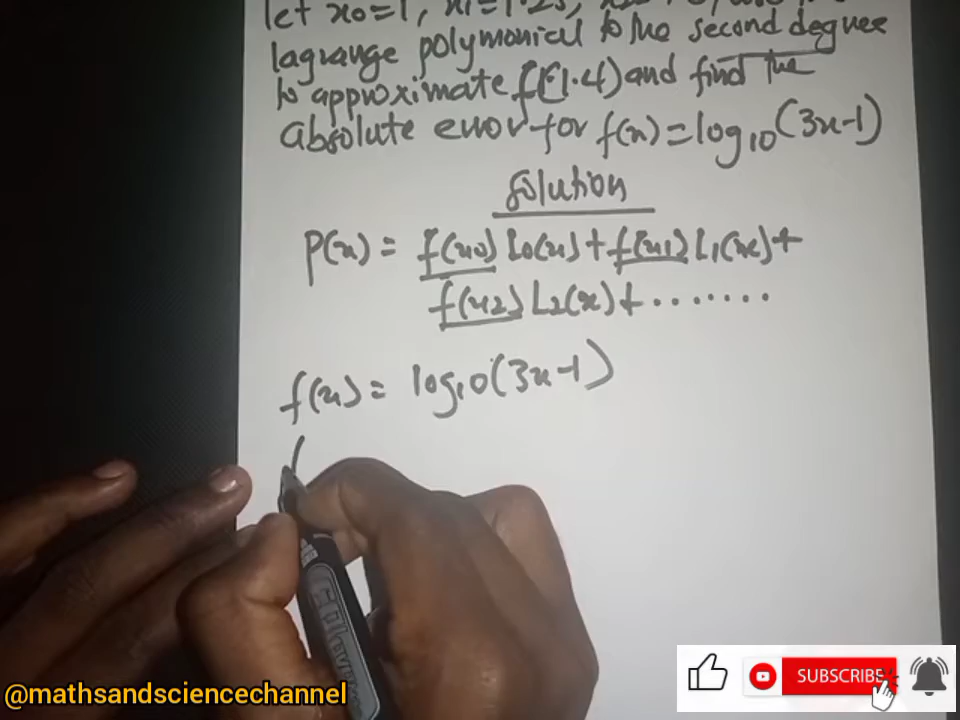 let x0=1, x1=1.25,
lagrange polymonical to the second degree
to approximate f(1.4) and find the
absolute error for f(x)=log10(3x-1)
solution
P(x) = f(x0) L0(x) + f(x1) L1(x) +
f(x2) L2(x) + .......
f(x) = log10(3x-1)
Colour
SUBSCRIBE
@mathsandsciencechannel